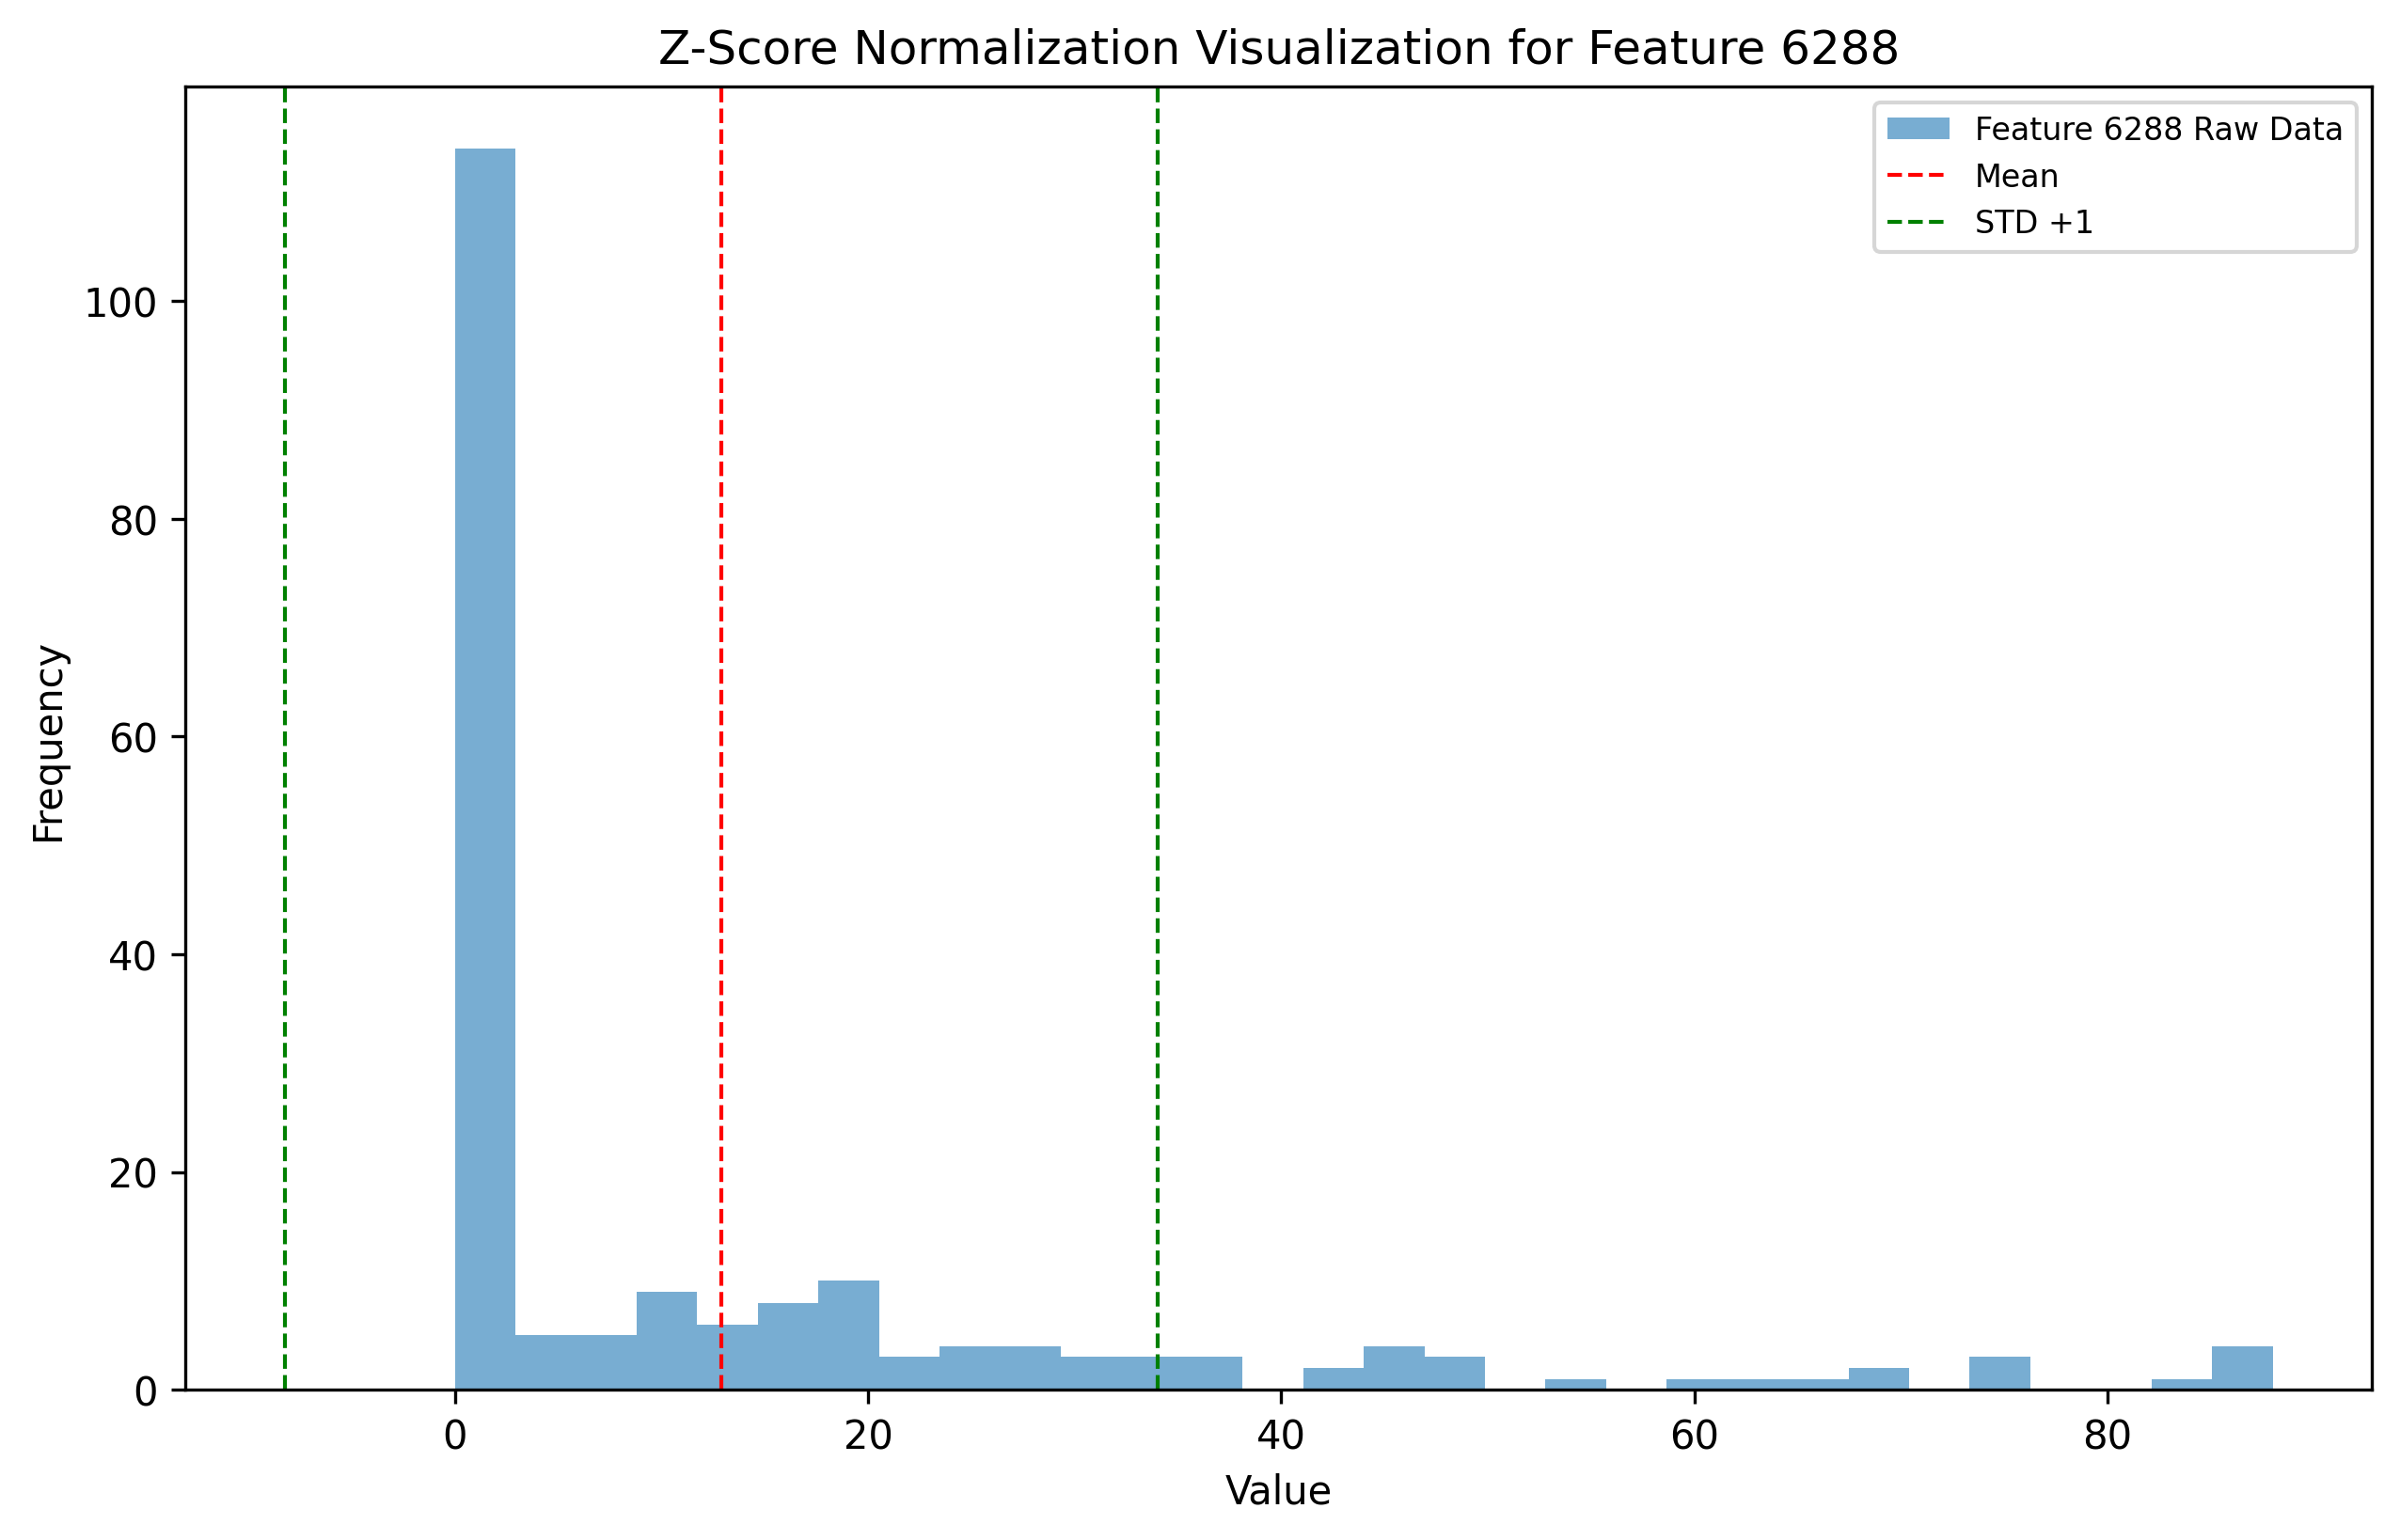 Z-Score Normalization Visualization for Feature 6288
Feature 6288 Raw Data
Mean
STD +1
Frequency
100
80
60
40
20
0
0 20 40 60 80
Value